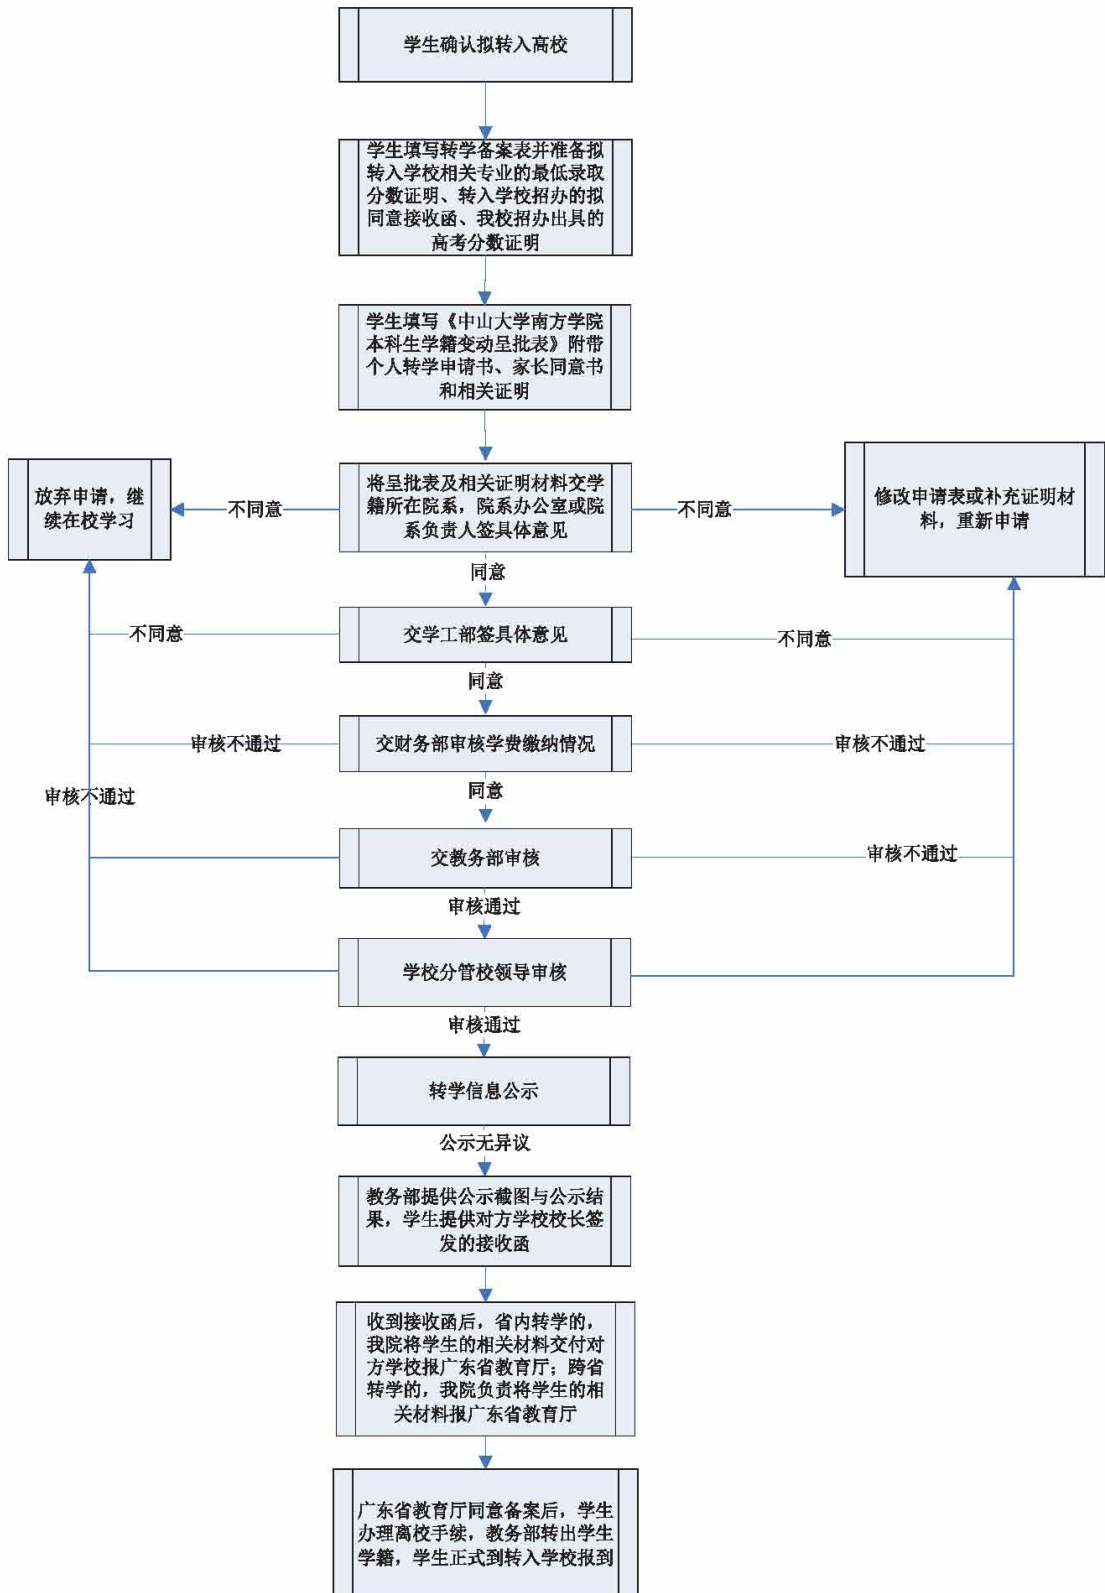 学生确认拟转入高校
学生填写转学备案表并准备拟
转入学校相关专业的最低录取
分数证明、转入学校招办的拟
同意接收函、我校招办出具的
高考分数证明
学生填写《中山大学南方学院
本科生学籍变动呈批表》附带
个人转学申请书、家长同意书
和相关证明
放弃申请，继
续在校学习
不同意
将呈批表及相关证明材料交学
籍所在院系，院系办公室或院
系负责人签具体意见
不同意
修改申请表或补充证明材
料，重新申请
同意
不同意
交学工部签具体意见
不同意
同意
审核不通过
交财务部审核学费缴纳情况
审核不通过
同意
审核不通过
交教务部审核
审核不通过
审核通过
学校分管校领导审核
审核通过
转学信息公示
公示无异议
教务部提供公示截图与公示结
果，学生提供对方学校校长签
发的接收函
收到接收函后，省内转学的，
我院将学生的相关材料交付对
方学校报广东省教育厅；跨省
转学的，我院负责将学生的相
关材料报广东省教育厅
广东省教育厅同意备案后，学生
办理离校手续，教务部转出学生
学籍，学生正式到转入学校报到